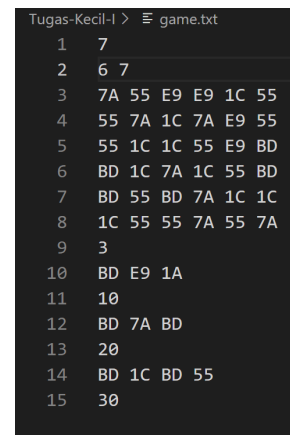 Tugas-Kecil-I > game.txt
1 7
2 6 7
3 7A 55 E9 E9 1C 55
4 55 7A 1C 7A E9 55
5 55 1C 1C 55 E9 BD
6 BD 1C 7A 1C 55 BD
7 BD 55 BD 7A 1C 1C
8 1C 55 55 7A 55 7A
9 3
10 BD E9 1A
11 10
12 BD 7A BD
13 20
14 BD 1C BD 55
15 30